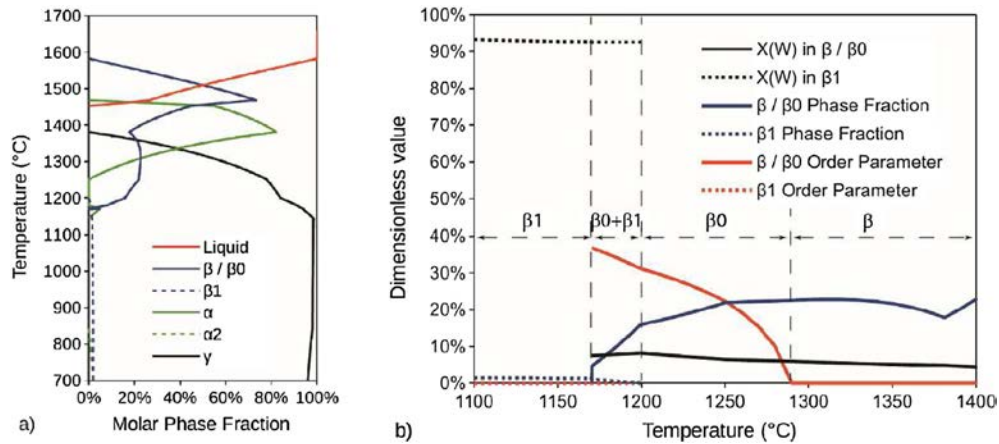 1700
1600
1500
1400
1300
1200
1100
1000
900
800
700
Temperature (°C)
Liquid
β / β0
β1
α
α2
γ
0% 20% 40% 60% 80% 100%
Molar Phase Fraction
a)
100%
90%
80%
70%
60%
50%
40%
30%
20%
10%
0%
Dimensionless value
X(W) in β / β0
X(W) in β1
β / β0 Phase Fraction
β1 Phase Fraction
β / β0 Order Parameter
β1 Order Parameter
β1 β0+β1 β0 β
1100 1150 1200 1250 1300 1350 1400
b) Temperature (°C)